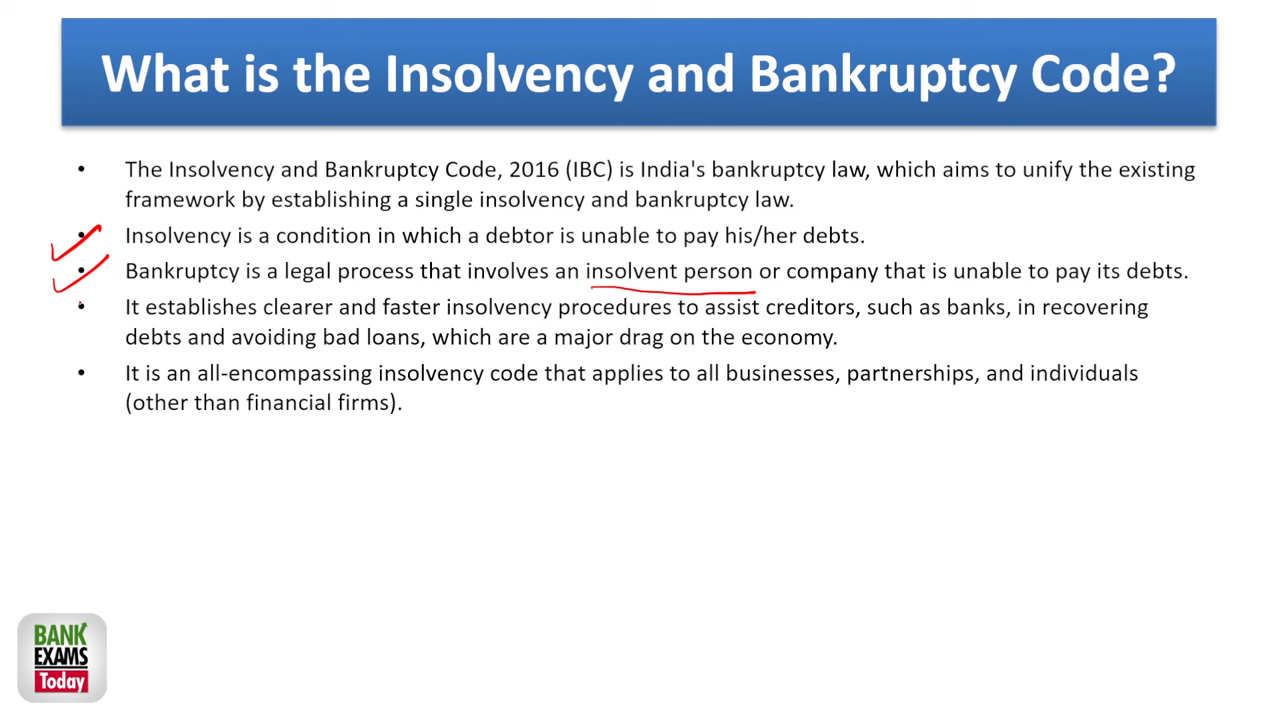 What is the Insolvency and Bankruptcy Code?
• The Insolvency and Bankruptcy Code, 2016 (IBC) is India's bankruptcy law, which aims to unify the existing
framework by establishing a single insolvency and bankruptcy law.
• Insolvency is a condition in which a debtor is unable to pay his/her debts.
• Bankruptcy is a legal process that involves an insolvent person or company that is unable to pay its debts.
• It establishes clearer and faster insolvency procedures to assist creditors, such as banks, in recovering
debts and avoiding bad loans, which are a major drag on the economy.
• It is an all-encompassing insolvency code that applies to all businesses, partnerships, and individuals
(other than financial firms).
BANK
EXAMS
Today